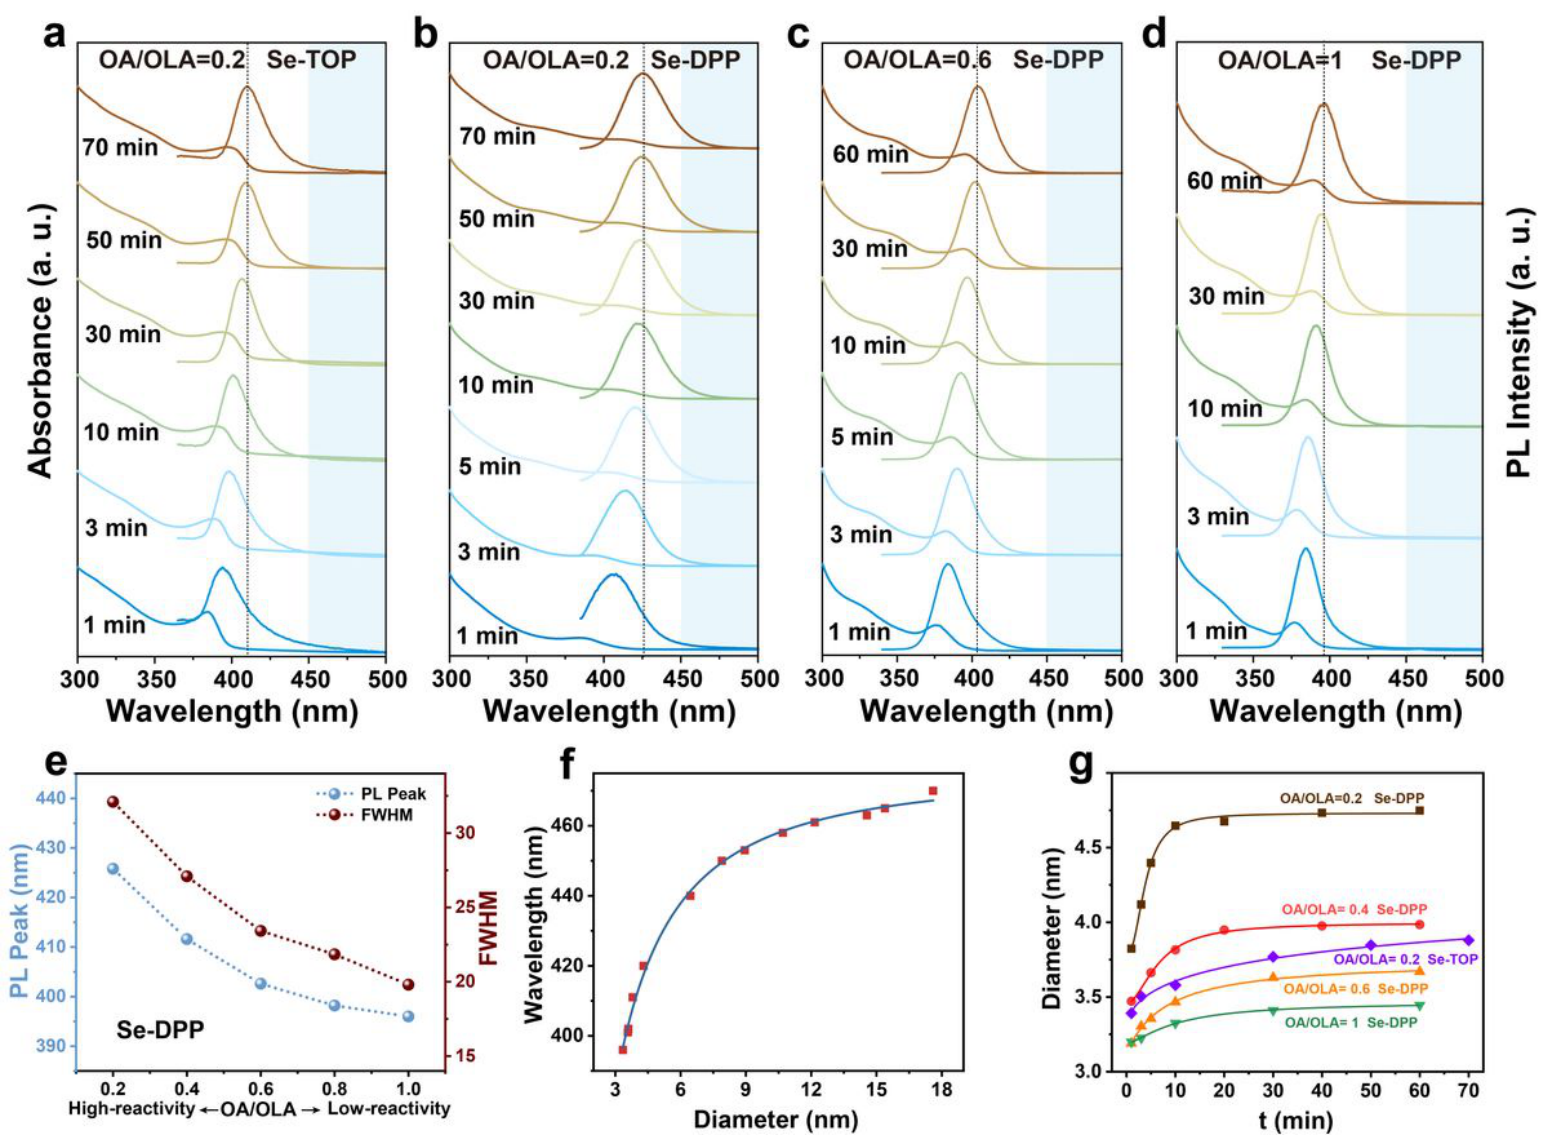 a
OA/OLA=0.2 Se-TOP
70 min
50 min
30 min
10 min
3 min
1 min
300 350 400 450 500
Wavelength (nm)
Absorbance (a. u.)
b
OA/OLA=0.2 Se-DPP
70 min
50 min
30 min
10 min
5 min
3 min
1 min
300 350 400 450 500
Wavelength (nm)
c
OA/OLA=0.6 Se-DPP
60 min
30 min
10 min
5 min
3 min
1 min
300 350 400 450 500
Wavelength (nm)
d
OA/OLA=1 Se-DPP
60 min
30 min
10 min
3 min
1 min
300 350 400 450 500
Wavelength (nm)
PL Intensity (a. u.)
e
PL Peak
FWHM
440
430
420
410
400
390
PL Peak (nm)
30
25
20
15
FWHM
Se-DPP
0.2 0.4 0.6 0.8 1.0
High-reactivity ←OA/OLA → Low-reactivity
f
460
440
420
400
Wavelength (nm)
3 6 9 12 15 18
Diameter (nm)
g
OA/OLA=0.2 Se-DPP
OA/OLA= 0.4 Se-DPP
OA/OLA= 0.2 Se-TOP
OA/OLA= 0.6 Se-DPP
OA/OLA= 1 Se-DPP
4.5
4.0
3.5
3.0
Diameter (nm)
0 10 20 30 40 50 60 70
t (min)